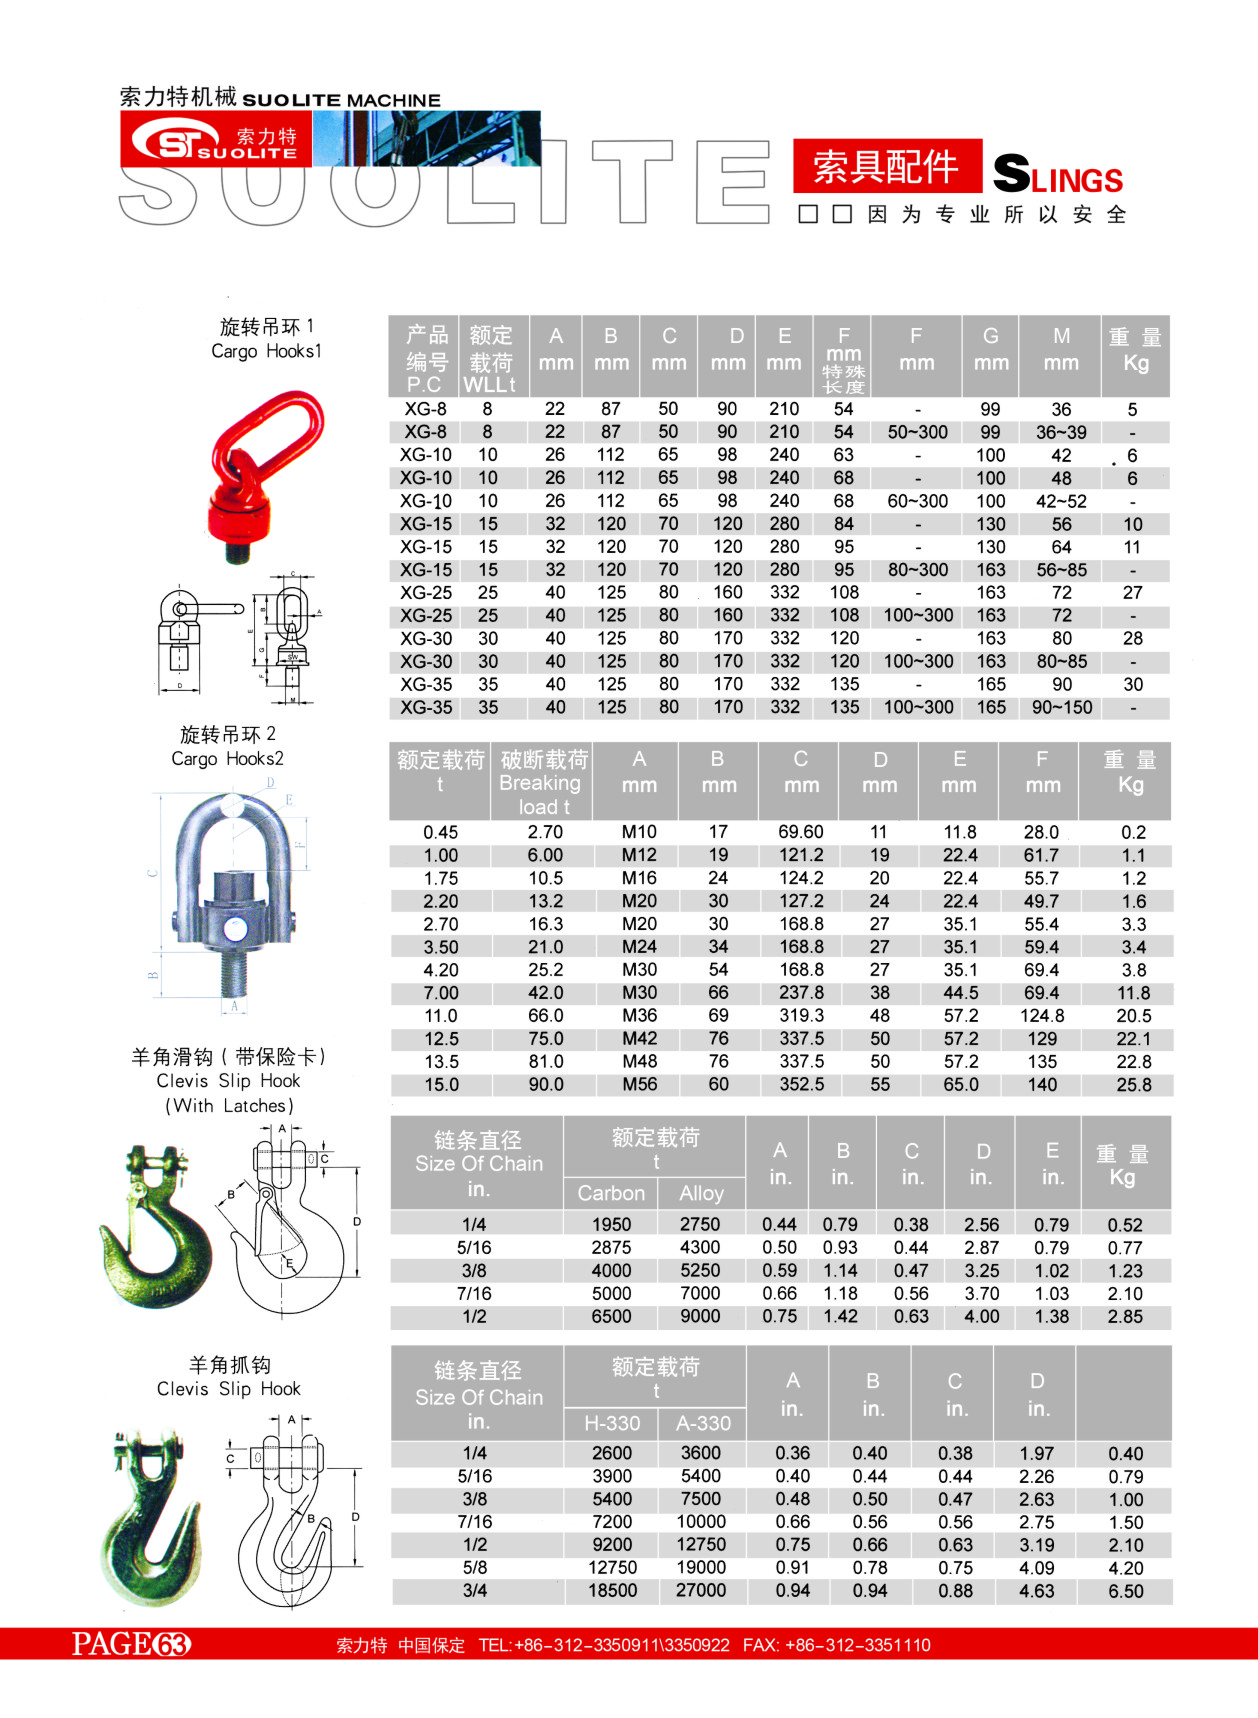 索力特机械 SUOLITE MACHINE
ST 索力特
SUOLITE
SUOLITE
索具配件 SLINGS
□□因为专业所以安全
旋转吊环 1
Cargo Hooks1
产品编号 P.C 额定载荷 WLLt A mm B mm C mm D mm E mm F mm 特殊长度 F mm G mm M mm 重量 Kg
XG-8 8 22 87 50 90 210 54 - 99 36 5
XG-8 8 22 87 50 90 210 54 50~300 99 36~39 -
XG-10 10 26 112 65 98 240 63 - 100 42 6
XG-10 10 26 112 65 98 240 68 - 100 48 6
XG-10 10 26 112 65 98 240 68 60~300 100 42~52 -
XG-15 15 32 120 70 120 280 84 - 130 56 10
XG-15 15 32 120 70 120 280 95 - 130 64 11
XG-15 15 32 120 70 120 280 95 80~300 163 56~85 -
XG-25 25 40 125 80 160 332 108 - 163 72 27
XG-25 25 40 125 80 160 332 108 100~300 163 72 -
XG-30 30 40 125 80 170 332 120 - 163 80 28
XG-30 30 40 125 80 170 332 120 100~300 163 80~85 -
XG-35 35 40 125 80 170 332 135 - 165 90 30
XG-35 35 40 125 80 170 332 135 100~300 165 90~150 -
D
C
B
A
E
G
SW
F
M
旋转吊环 2
Cargo Hooks2
D
E
F
C
B
A
额定载荷 t 破断载荷 Breaking load t A mm B mm C mm D mm E mm F mm 重量 Kg
0.45 2.70 M10 17 69.60 11 11.8 28.0 0.2
1.00 6.00 M12 19 121.2 19 22.4 61.7 1.1
1.75 10.5 M16 24 124.2 20 22.4 55.7 1.2
2.20 13.2 M20 30 127.2 24 22.4 49.7 1.6
2.70 16.3 M20 30 168.8 27 35.1 55.4 3.3
3.50 21.0 M24 34 168.8 27 35.1 59.4 3.4
4.20 25.2 M30 54 168.8 27 35.1 69.4 3.8
7.00 42.0 M30 66 237.8 38 44.5 69.4 11.8
11.0 66.0 M36 69 319.3 48 57.2 124.8 20.5
12.5 75.0 M42 76 337.5 50 57.2 129 22.1
13.5 81.0 M48 76 337.5 50 57.2 135 22.8
15.0 90.0 M56 60 352.5 55 65.0 140 25.8
羊角滑钩 ( 带保险卡)
Clevis Slip Hook
(With Latches)
A
C
B
D
E
链条直径 Size Of Chain in. 额定载荷 t Carbon Alloy A in. B in. C in. D in. E in. 重量 Kg
1/4 1950 2750 0.44 0.79 0.38 2.56 0.79 0.52
5/16 2875 4300 0.50 0.93 0.44 2.87 0.79 0.77
3/8 4000 5250 0.59 1.14 0.47 3.25 1.02 1.23
7/16 5000 7000 0.66 1.18 0.56 3.70 1.03 2.10
1/2 6500 9000 0.75 1.42 0.63 4.00 1.38 2.85
羊角抓钩
Clevis Slip Hook
A
C
B
D
链条直径 Size Of Chain in. 额定载荷 t H-330 A-330 A in. B in. C in. D in.
1/4 2600 3600 0.36 0.40 0.38 1.97 0.40
5/16 3900 5400 0.40 0.44 0.44 2.26 0.79
3/8 5400 7500 0.48 0.50 0.47 2.63 1.00
7/16 7200 10000 0.66 0.56 0.56 2.75 1.50
1/2 9200 12750 0.75 0.66 0.63 3.19 2.10
5/8 12750 19000 0.91 0.78 0.75 4.09 4.20
3/4 18500 27000 0.94 0.94 0.88 4.63 6.50
PAGE63
索力特 中国保定 TEL:+86-312-3350911\3350922 FAX: +86-312-3351110